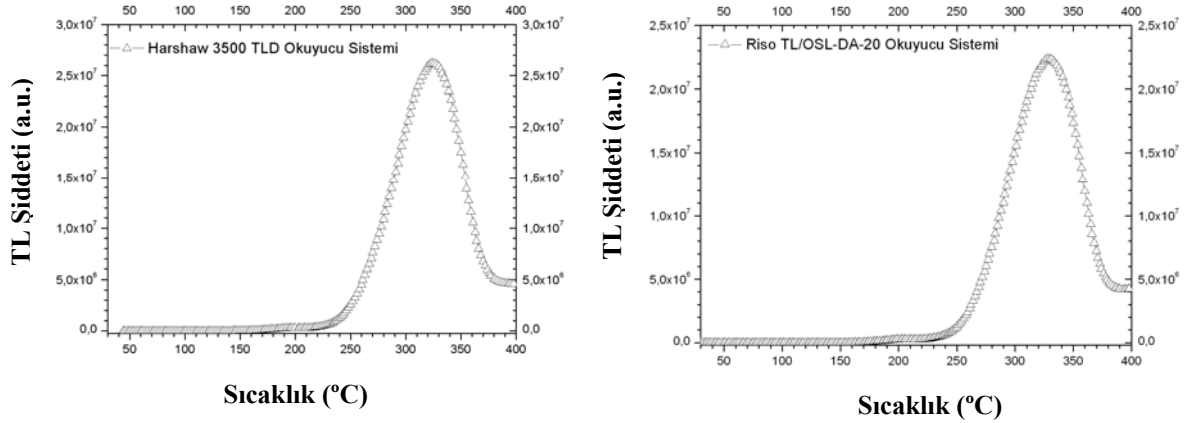 50 100 150 200 250 300 350 400
3,0x10⁷ 3,0x10⁷
Harshaw 3500 TLD Okuyucu Sistemi
2,5x10⁷ 2,5x10⁷
2,0x10⁷ 2,0x10⁷
1,5x10⁷ 1,5x10⁷
1,0x10⁷ 1,0x10⁷
5,0x10⁶ 5,0x10⁶
0,0 0,0
50 100 150 200 250 300 350 400
TL Şiddeti (a.u.)
Sıcaklık (ºC)
50 100 150 200 250 300 350 400
2,5x10⁷ 2,5x10⁷
Riso TL/OSL-DA-20 Okuyucu Sistemi
2,0x10⁷ 2,0x10⁷
1,5x10⁷ 1,5x10⁷
1,0x10⁷ 1,0x10⁷
5,0x10⁶ 5,0x10⁶
0,0 0,0
50 100 150 200 250 300 350 400
TL Şiddeti (a.u.)
Sıcaklık (ºC)